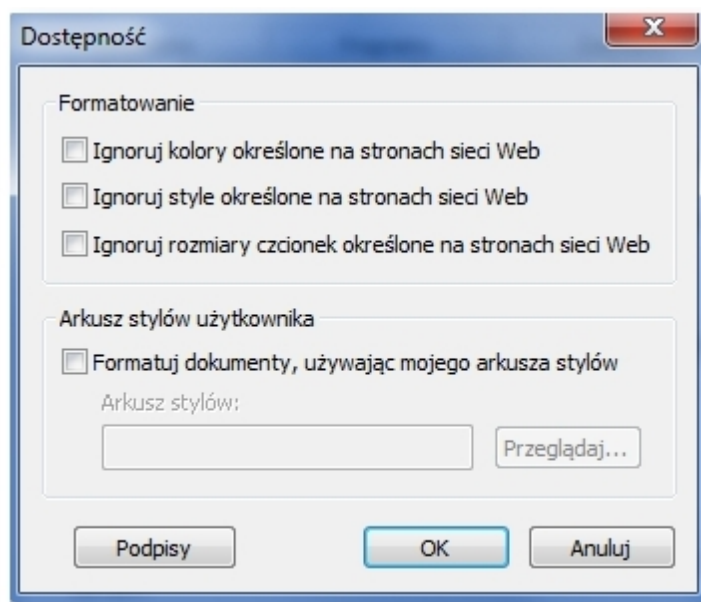 Dostępność
Formatowanie
Ignoruj kolory określone na stronach sieci Web
Ignoruj style określone na stronach sieci Web
Ignoruj rozmiary czcionek określone na stronach sieci Web
Arkusz stylów użytkownika
Formatuj dokumenty, używając mojego arkusza stylów
Arkusz stylów:
Przeglądaj...
Podpisy OK Anuluj